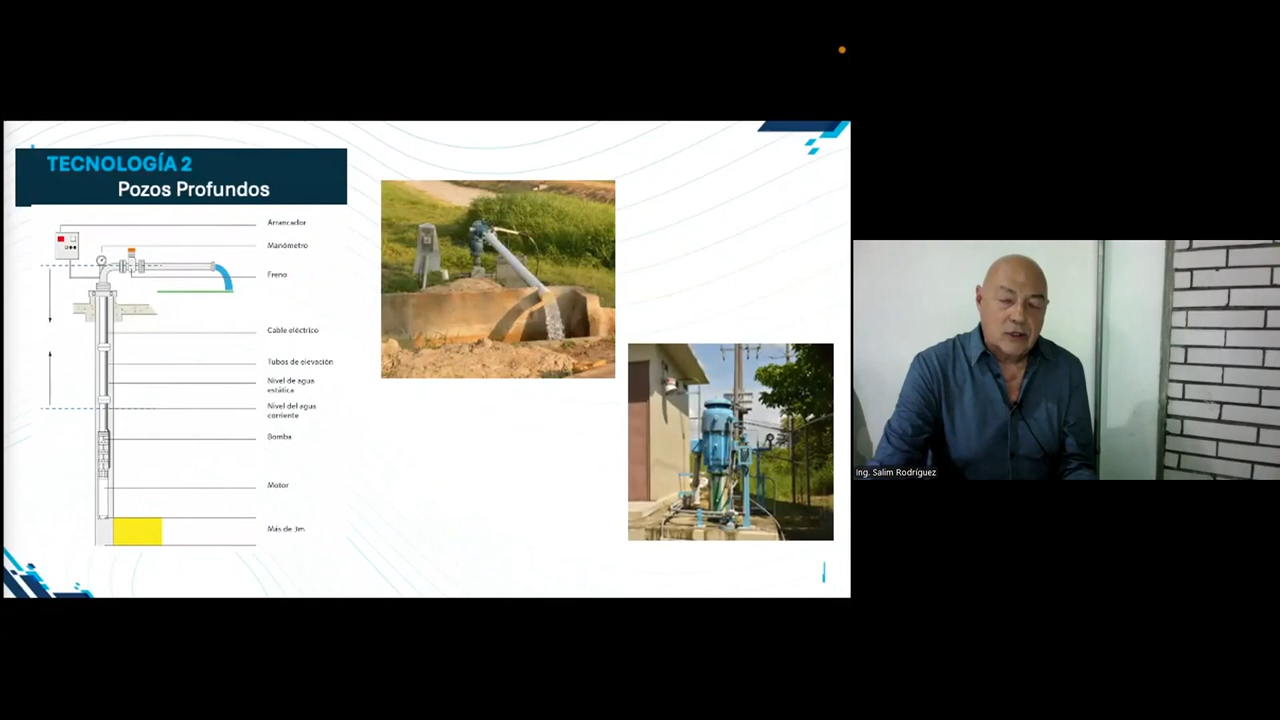 TECNOLOGÍA 2
Pozos Profundos
Arrancador
Manómetro
Freno
Cable eléctrico
Tubos de elevación
Nivel de agua
estática
Nivel del agua
corriente
Bomba
Motor
Más de 3m
Ing. Salim Rodríguez